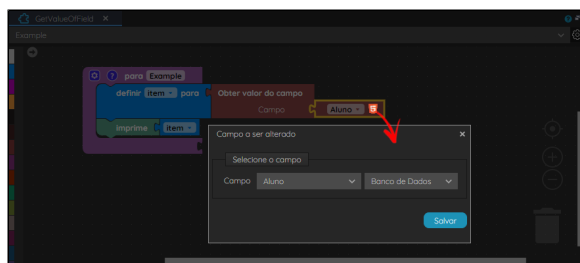 GetValueOfField ×
Example
? para Example
definir item para Obter valor do campo
Campo Aluno 5
Imprime item
Campo a ser alterado ×
Selecione o campo
Campo Aluno Banco de Dados
Salvar